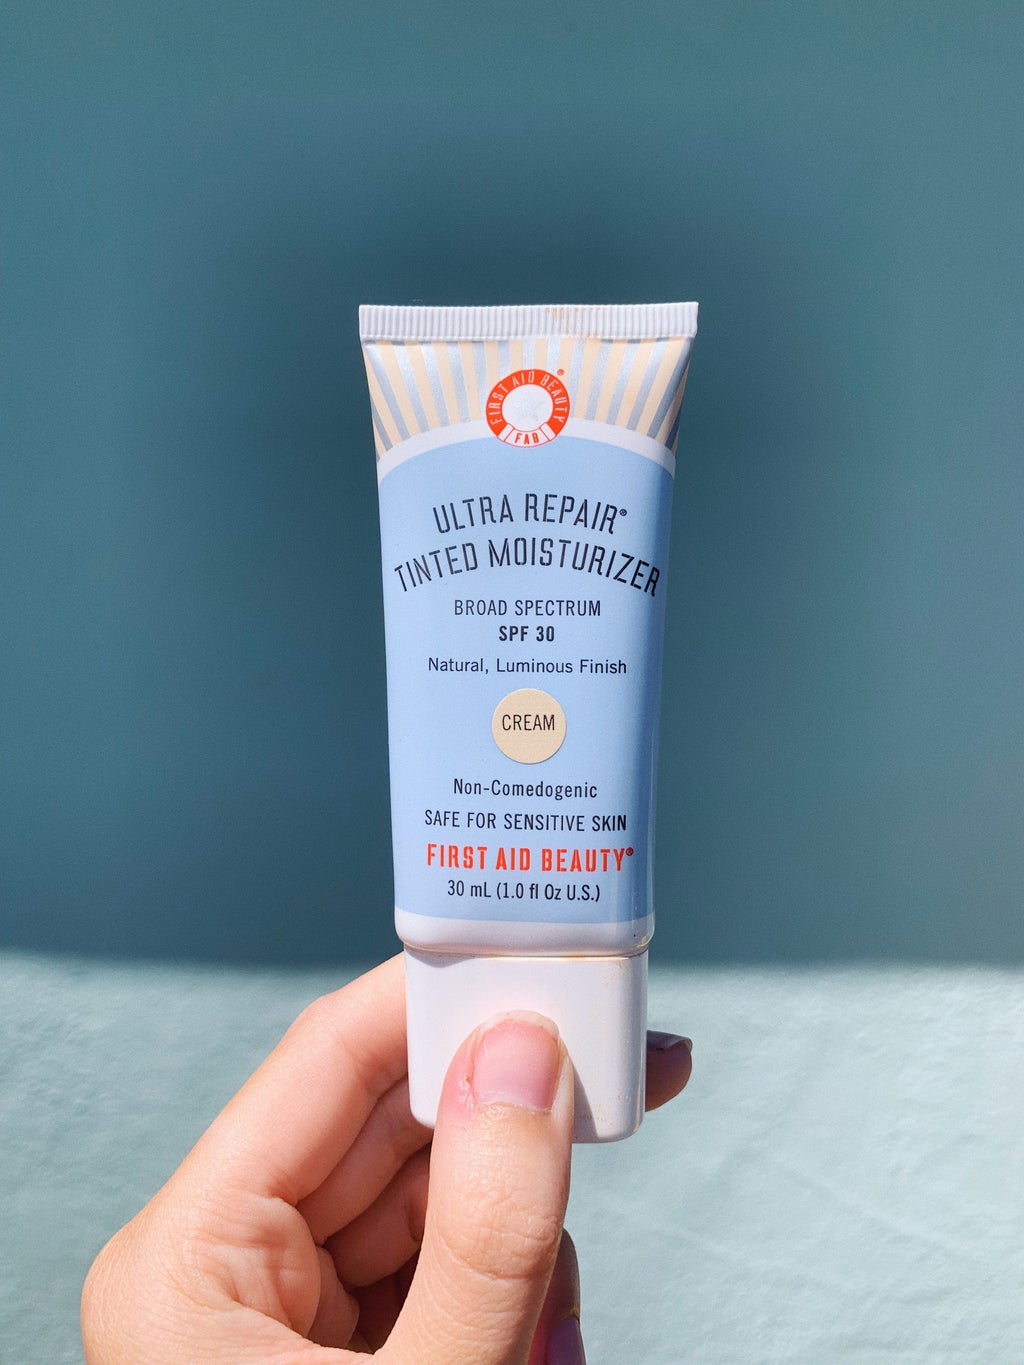 FIRST AID BEAUTY®
FAB
ULTRA REPAIR®
TINTED MOISTURIZER
BROAD SPECTRUM
SPF 30
Natural, Luminous Finish
CREAM
Non-Comedogenic
SAFE FOR SENSITIVE SKIN
FIRST AID BEAUTY®
30 mL (1.0 fl Oz U.S.)